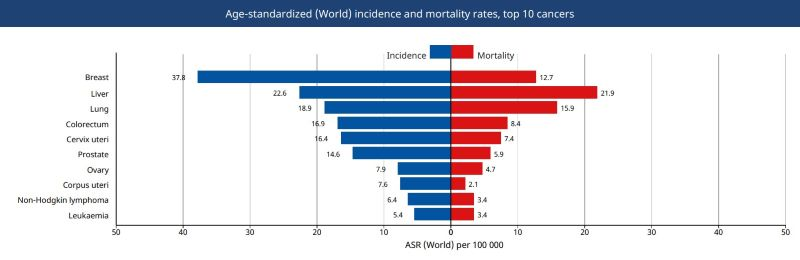 Age-standardized (World) incidence and mortality rates, top 10 cancers
Incidence Mortality
Breast 37.8 12.7
Liver 22.6 21.9
Lung 18.9 15.9
Colorectum 16.9 8.4
Cervix uteri 16.4 7.4
Prostate 14.6 5.9
Ovary 7.9 4.7
Corpus uteri 7.6 2.1
Non-Hodgkin lymphoma 6.4 3.4
Leukaemia 5.4 3.4
50 40 30 20 10 0 10 20 30 40 50
ASR (World) per 100 000